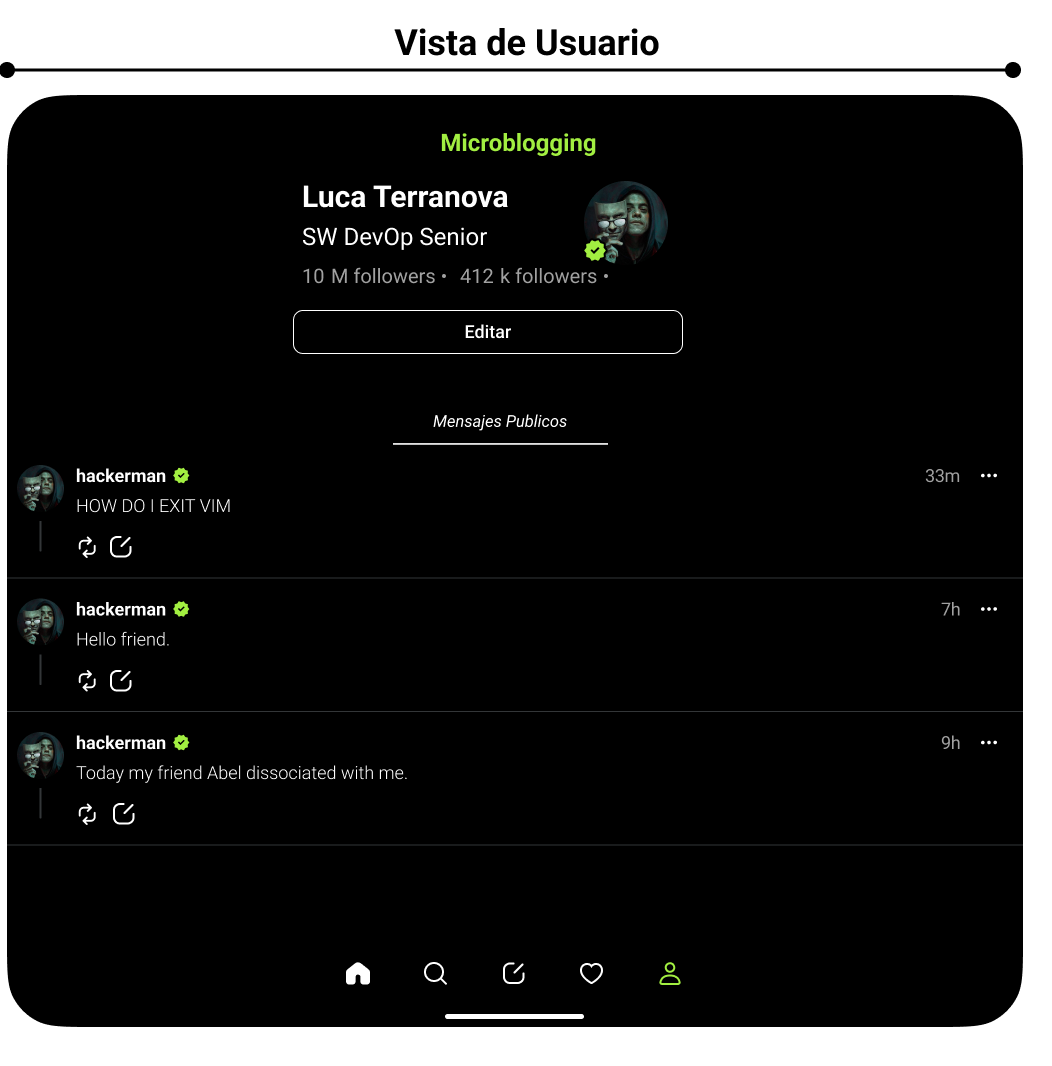 Vista de Usuario
Microblogging
Luca Terranova
SW DevOp Senior
10 M followers • 412 k followers •
Editar
Mensajes Publicos
hackerman 33m
HOW DO I EXIT VIM
hackerman 7h
Hello friend.
hackerman 9h
Today my friend Abel dissociated with me.